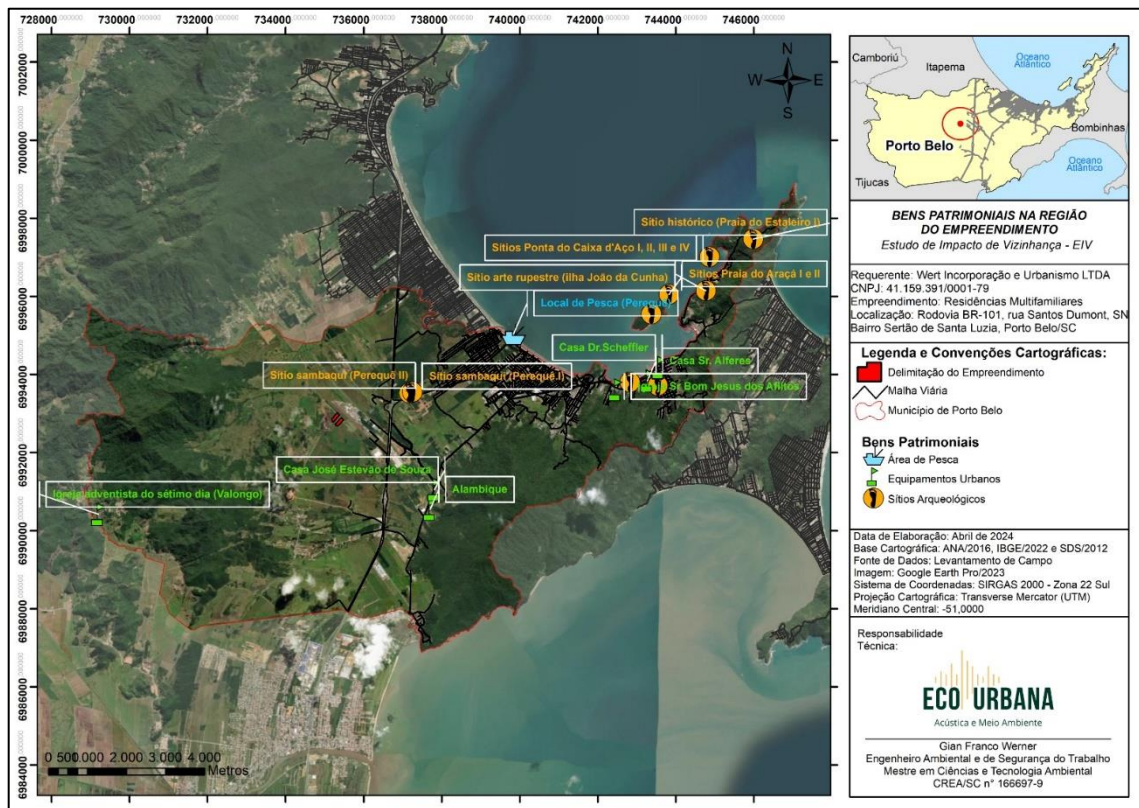 728000 730000 732000 734000 736000 738000 740000 742000 744000 746000
7002000
7000000
6998000
6996000
6994000
6992000
6990000
6988000
6986000
6984000
N
W E
S
Sítio histórico (Praia do Estaleiro I)
Sítios Ponta do Caixa d'Aço I, II, III e IV
Sítio arte rupestre (ilha João da Cunha)
Sítios Praia do Araçá I e II
Local de Pesca (Perequê)
Casa Dr.Scheffler
Casa Sr. Alferes
Sítio sambaqui (Perequê II)
Sítio sambaqui (Perequê I)
Sr Bom Jesus dos Aflitos
Casa José Estevão de Souza
Alambique
Igreja adventista do sétimo dia (Valongo)
0 500 1.000 2.000 3.000 4.000
Metros
Camboriú
Itapema
Oceano
Atlântico
Porto Belo
Bombinhas
Tijucas
Oceano
Atlântico
BENS PATRIMONIAIS NA REGIÃO
DO EMPREENDIMENTO
Estudo de Impacto de Vizinhança - EIV
Requerente: Wert Incorporação e Urbanismo LTDA
CNPJ: 41.159.391/0001-79
Empreendimento: Residências Multifamiliares
Localização: Rodovia BR-101, rua Santos Dumont, SN
Bairro Sertão de Santa Luzia, Porto Belo/SC
Legenda e Convenções Cartográficas:
Delimitação do Empreendimento
Malha Viária
Município de Porto Belo
Bens Patrimoniais
Área de Pesca
Equipamentos Urbanos
Sítios Arqueológicos
Data de Elaboração: Abril de 2024
Base Cartográfica: ANA/2016, IBGE/2022 e SDS/2012
Fonte de Dados: Levantamento de Campo
Imagem: Google Earth Pro/2023
Sistema de Coordenadas: SIRGAS 2000 - Zona 22 Sul
Projeção Cartográfica: Transverse Mercator (UTM)
Meridiano Central: -51,0000
Responsabilidade
Técnica:
ECO URBANA
Acústica e Meio Ambiente
Gian Franco Werner
Engenheiro Ambiental e de Segurança do Trabalho
Mestre em Ciências e Tecnologia Ambiental
CREA/SC n° 166697-9